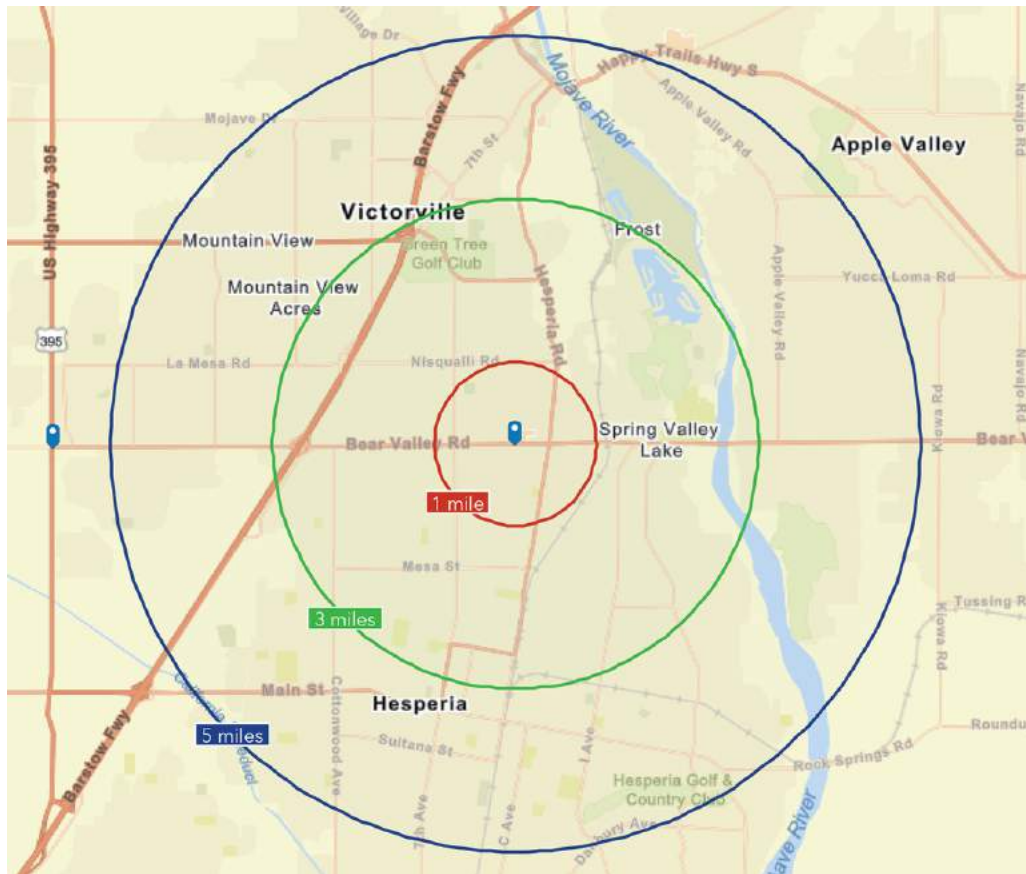 Village Dr
Mojave River
Happy Trails Hwy S
Barstow Fwy
Mojave Dr
7th St
Apple Valley Rd
Navajo Rd
Apple Valley
US Highway 395
Victorville
Mountain View
Green Tree
Golf Club
Frost
Mountain View
Acres
Hesperia Rd
Apple Valley Rd
Yucca Loma Rd
395
La Mesa Rd
Nisqualli Rd
Navajo Rd
Kiowa Rd
Bear Valley Rd
Spring Valley
Lake
Bear V
1 mile
Mesa St
3 miles
Tussing R
Kiowa Rd
Main St
Hesperia
California
duct
5 miles
Cottonwood Ave
Sultana St
I Ave
Roundu
Rock Springs Rd
Barstow Fwy
7th Ave
C Ave
Hesperia Golf &
Country Club
Danbury Ave
ave River